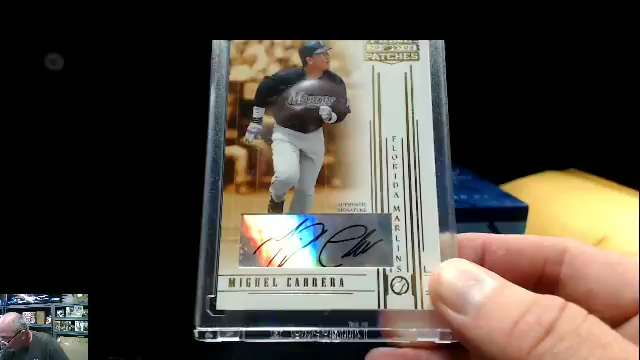 PATCHES
MARLINS
FLORIDA MARLINS
AUTHENTIC
SIGNATURE
MIGUEL CABRERA